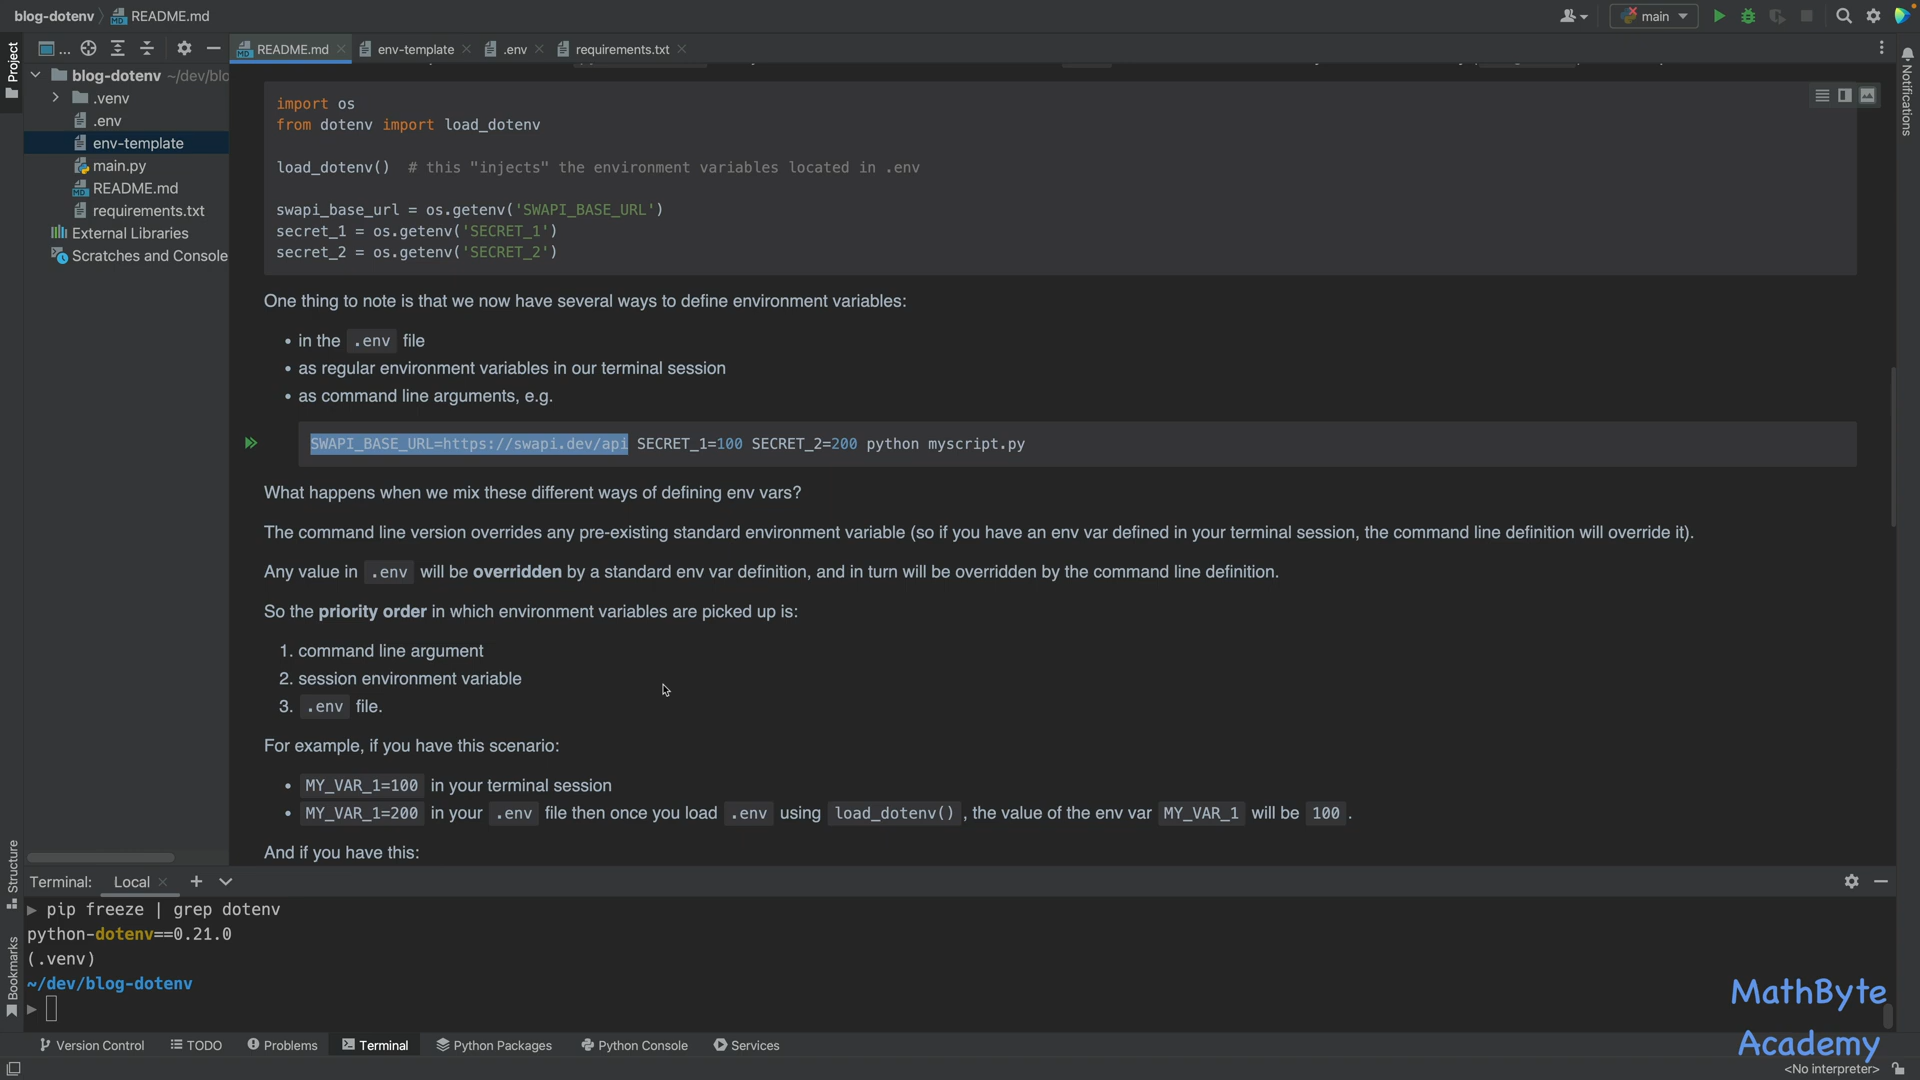 blog-dotenv README.md
main
Project
...
README.md env-template .env requirements.txt
Notifications
blog-dotenv ~/dev/blo
.venv
.env
env-template
main.py
README.md
requirements.txt
External Libraries
Scratches and Console
import os
from dotenv import load_dotenv
load_dotenv() # this "injects" the environment variables located in .env
swapi_base_url = os.getenv('SWAPI_BASE_URL')
secret_1 = os.getenv('SECRET_1')
secret_2 = os.getenv('SECRET_2')
One thing to note is that we now have several ways to define environment variables:
• in the .env file
• as regular environment variables in our terminal session
• as command line arguments, e.g.
SWAPI_BASE_URL=https://swapi.dev/api SECRET_1=100 SECRET_2=200 python myscript.py
What happens when we mix these different ways of defining env vars?
The command line version overrides any pre-existing standard environment variable (so if you have an env var defined in your terminal session, the command line definition will override it).
Any value in .env will be overridden by a standard env var definition, and in turn will be overridden by the command line definition.
So the priority order in which environment variables are picked up is:
1. command line argument
2. session environment variable
3. .env file.
For example, if you have this scenario:
• MY_VAR_1=100 in your terminal session
• MY_VAR_1=200 in your .env file then once you load .env using load_dotenv() , the value of the env var MY_VAR_1 will be 100 .
And if you have this:
Structure
Bookmarks
Terminal: Local
pip freeze | grep dotenv
python-dotenv==0.21.0
(.venv)
~/dev/blog-dotenv
MathByte
Academy
Version Control TODO Problems Terminal Python Packages Python Console Services
<No interpreter>